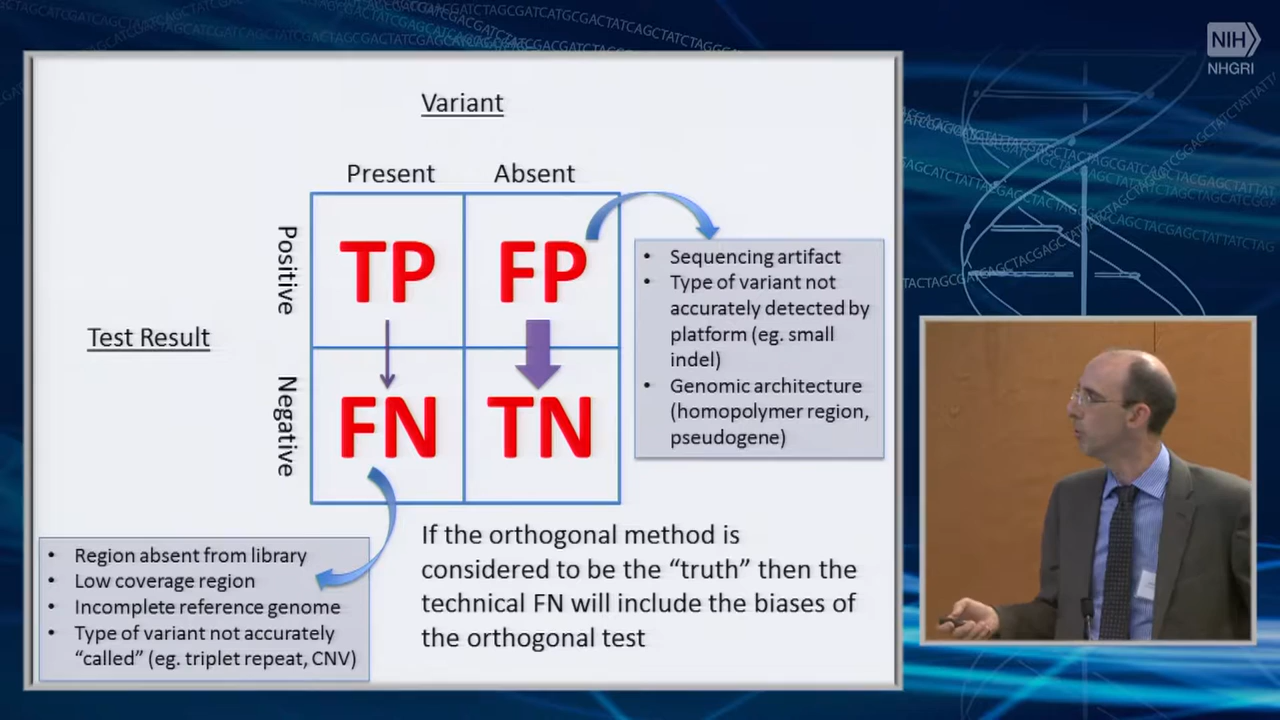 NIH
NHGRI
Variant
Present Absent
Positive
TP FP
Test Result
Negative
FN TN
• Sequencing artifact
• Type of variant not
accurately detected by
platform (eg. small
indel)
• Genomic architecture
(homopolymer region,
pseudogene)
• Region absent from library
• Low coverage region
• Incomplete reference genome
• Type of variant not accurately
“called” (eg. triplet repeat, CNV)
If the orthogonal method is
considered to be the “truth” then the
technical FN will include the biases of
the orthogonal test